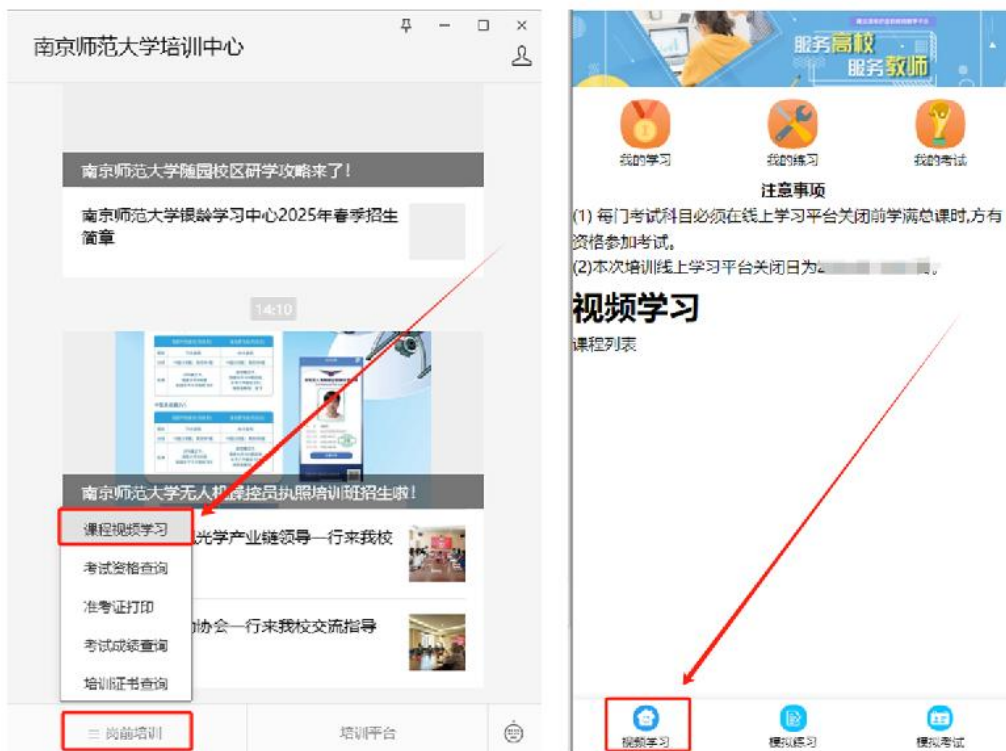 南京师范大学培训中心
南京师范大学随园校区研学攻略来了!
南京师范大学银龄学习中心2025年春季招生
简章
14:10
南京师范大学无人机操控员执照培训班招生啦!
课程视频学习
光学产业链领导一行来我校
考试资格查询
准考证打印
协会一行来我校交流指导
考试成绩查询
培训证书查询
岗前培训
培训平台
服务高校
服务教师
我的学习
我的练习
我的考试
注意事项
(1) 每门考试科目必须在线上学习平台关闭前学满总课时,方有
资格参加考试。
(2)本次培训线上学习平台关闭日为
视频学习
课程列表
视频学习
模拟练习
模拟考试